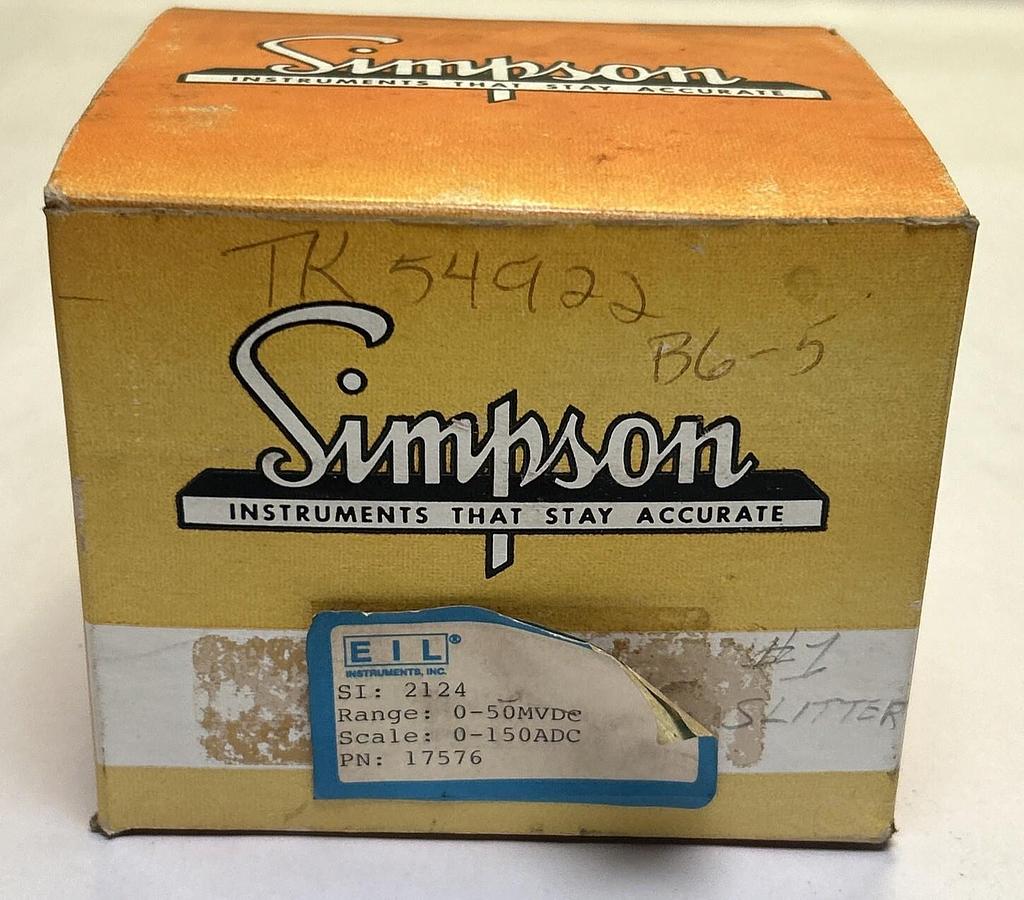 Simpson
INSTRUMENTS THAT STAY ACCURATE
TK 54922
B6-5
Simpson
INSTRUMENTS THAT STAY ACCURATE
EIL®
INSTRUMENTS, INC.
SI: 2124
Range: 0-50MVDC
Scale: 0-150ADC
PN: 17576
#1
SLITTER